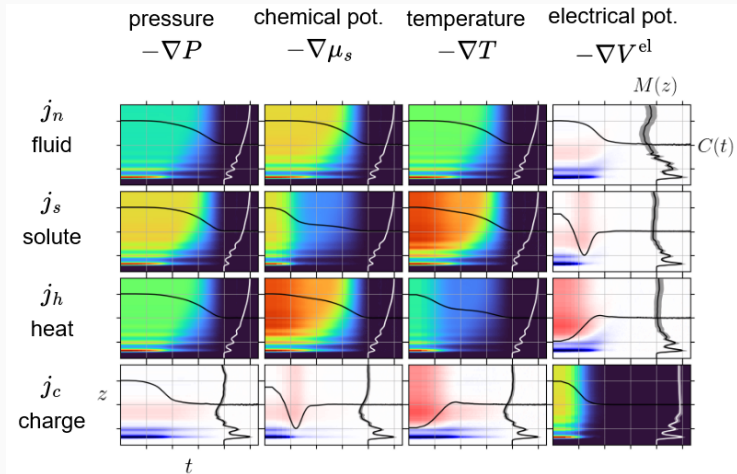 pressure chemical pot. temperature electrical pot.
−∇P −∇μ_s −∇T −∇V^el
M(z)
j_n
fluid
C(t)
j_s
solute
j_h
heat
j_c
charge
z
t